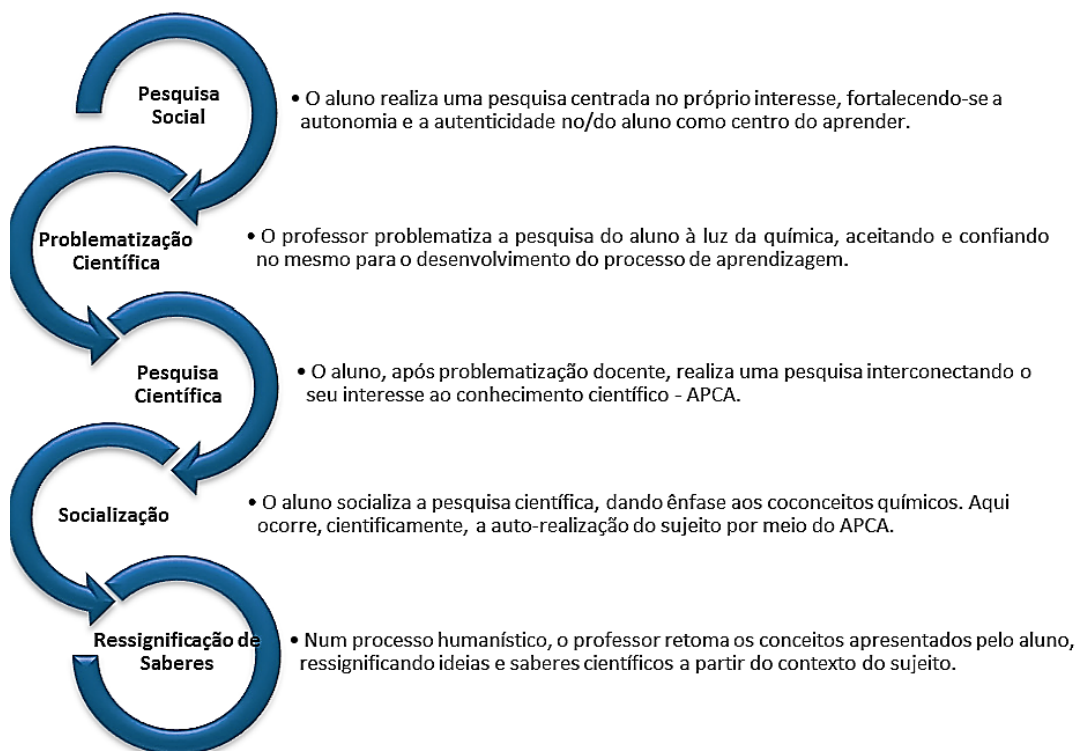 Pesquisa
Social
• O aluno realiza uma pesquisa centrada no próprio interesse, fortalecendo-se a
autonomia e a autenticidade no/do aluno como centro do aprender.
Problematização
Científica
• O professor problematiza a pesquisa do aluno à luz da química, aceitando e confiando
no mesmo para o desenvolvimento do processo de aprendizagem.
Pesquisa
Científica
• O aluno, após problematização docente, realiza uma pesquisa interconectando o
seu interesse ao conhecimento científico - APCA.
Socialização
• O aluno socializa a pesquisa científica, dando ênfase aos coconceitos químicos. Aqui
ocorre, cientificamente, a auto-realização do sujeito por meio do APCA.
Ressignificação de
Saberes
• Num processo humanístico, o professor retoma os conceitos apresentados pelo aluno,
ressignificando ideias e saberes científicos a partir do contexto do sujeito.